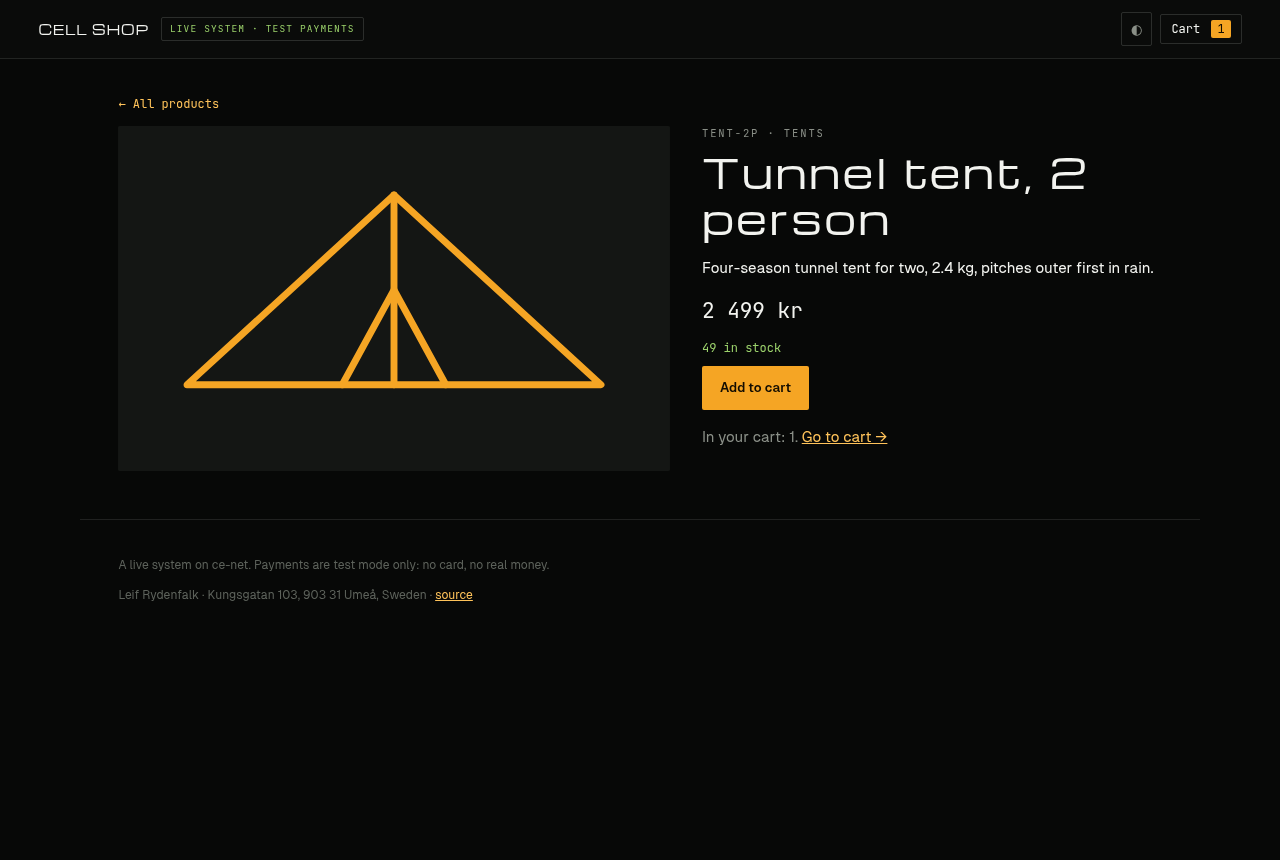 CELL SHOP
LIVE SYSTEM · TEST PAYMENTS
Cart 1
← All products
TENT-2P · TENTS
Tunnel tent, 2
person
Four-season tunnel tent for two, 2.4 kg, pitches outer first in rain.
2 499 kr
49 in stock
Add to cart
In your cart: 1. Go to cart →
A live system on ce-net. Payments are test mode only: no card, no real money.
Leif Rydenfalk · Kungsgatan 103, 903 31 Umeå, Sweden · source